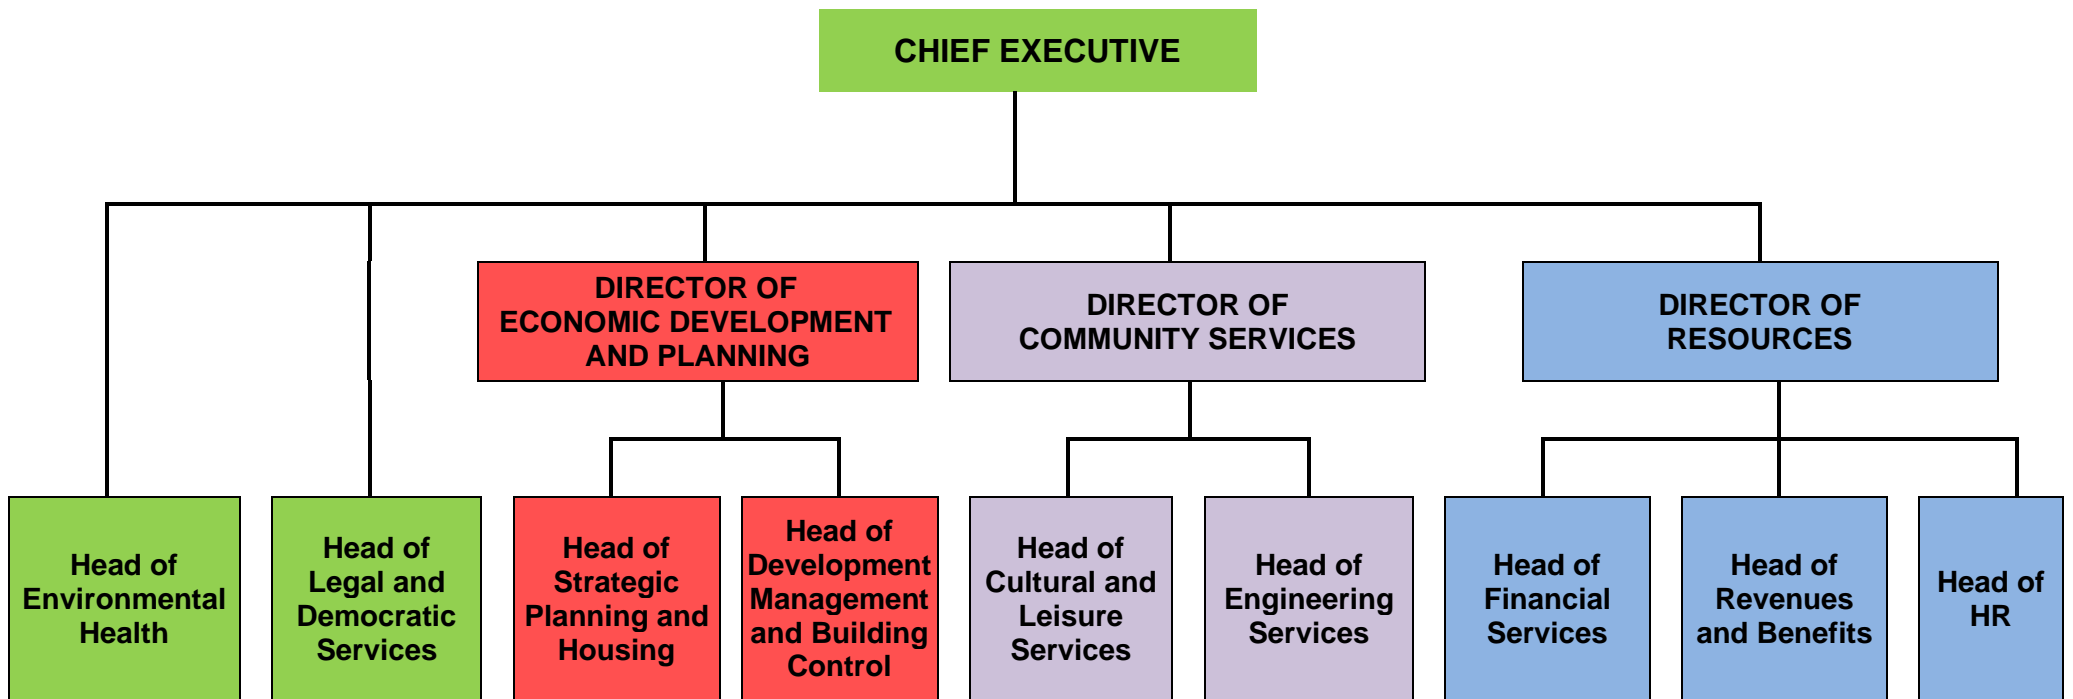 CHIEF EXECUTIVE
DIRECTOR OF
ECONOMIC DEVELOPMENT
AND PLANNING
DIRECTOR OF
COMMUNITY SERVICES
DIRECTOR OF
RESOURCES
Head of
Environmental
Health
Head of
Legal and
Democratic
Services
Head of
Strategic
Planning and
Housing
Head of
Development
Management
and Building
Control
Head of
Cultural and
Leisure
Services
Head of
Engineering
Services
Head of
Financial
Services
Head of
Revenues
and Benefits
Head of
HR